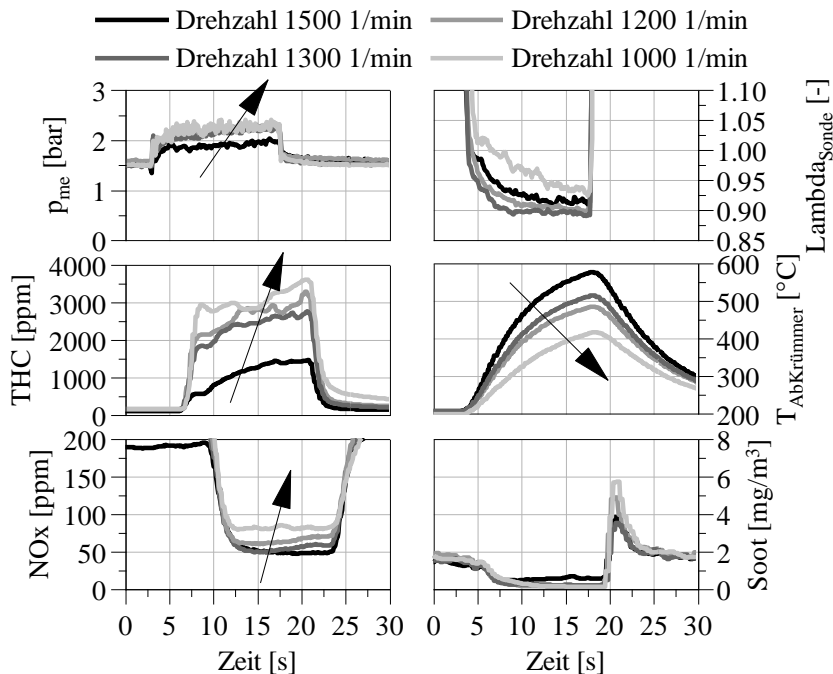 Drehzahl 1500 1/min
Drehzahl 1200 1/min
Drehzahl 1300 1/min
Drehzahl 1000 1/min
3
2
1
0
p_me [bar]
1.10
1.05
1.00
0.95
0.90
0.85
Lambda_Sonde [-]
4000
3000
2000
1000
0
THC [ppm]
600
500
400
300
200
T_AbKrümmer [°C]
200
150
100
50
0
NOx [ppm]
8
6
4
2
0
Soot [mg/m³]
0 5 10 15 20 25 30
Zeit [s]
0 5 10 15 20 25 30
Zeit [s]